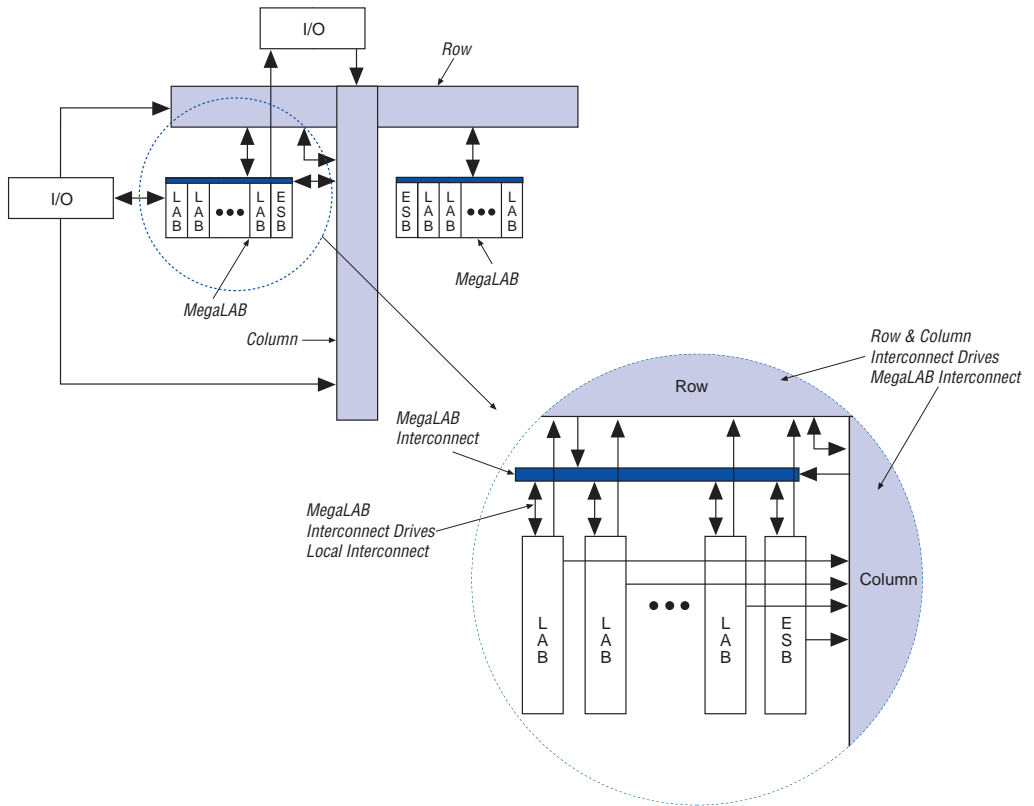 I/O
Row
I/O
L
A
B
L
A
B
L
A
B
E
S
B
E
S
B
L
A
B
L
A
B
L
A
B
MegaLAB
MegaLAB
Column
Row & Column
Interconnect Drives
MegaLAB Interconnect
Row
MegaLAB
Interconnect
MegaLAB
Interconnect Drives
Local Interconnect
Column
L
A
B
L
A
B
L
A
B
E
S
B